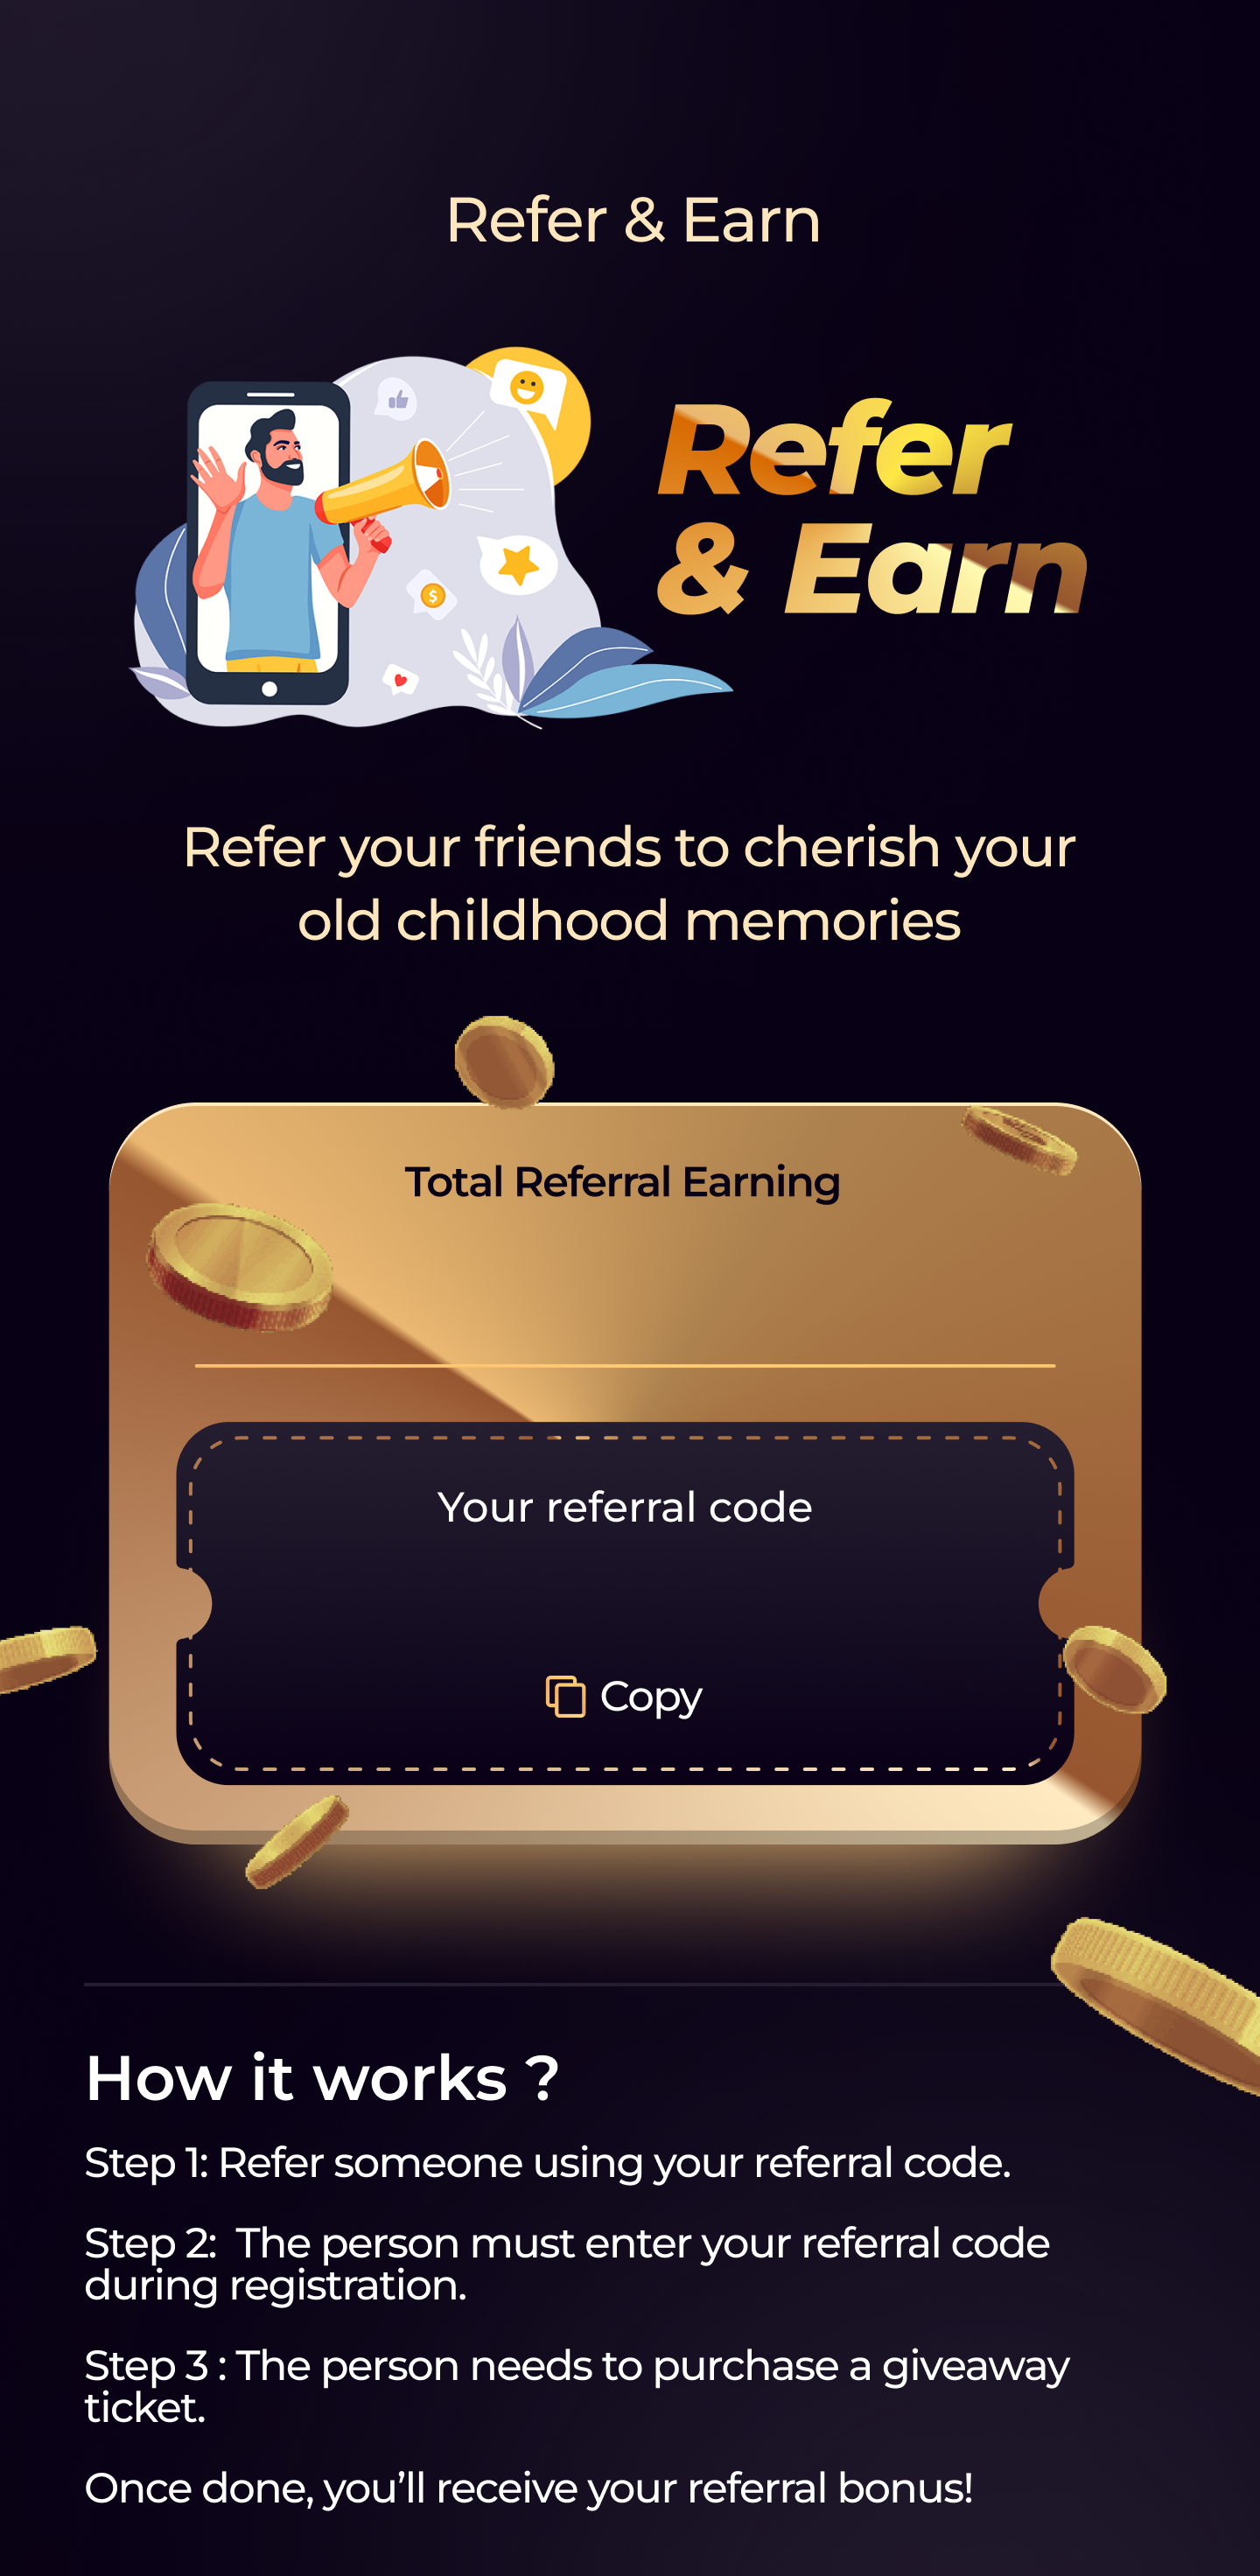 Refer & Earn
Refer
& Earn
Refer your friends to cherish your
old childhood memories
Total Referral Earning
Your referral code
Copy
How it works ?
Step 1: Refer someone using your referral code.
Step 2:  The person must enter your referral code
during registration.
Step 3 : The person needs to purchase a giveaway
ticket.
Once done, you’ll receive your referral bonus!